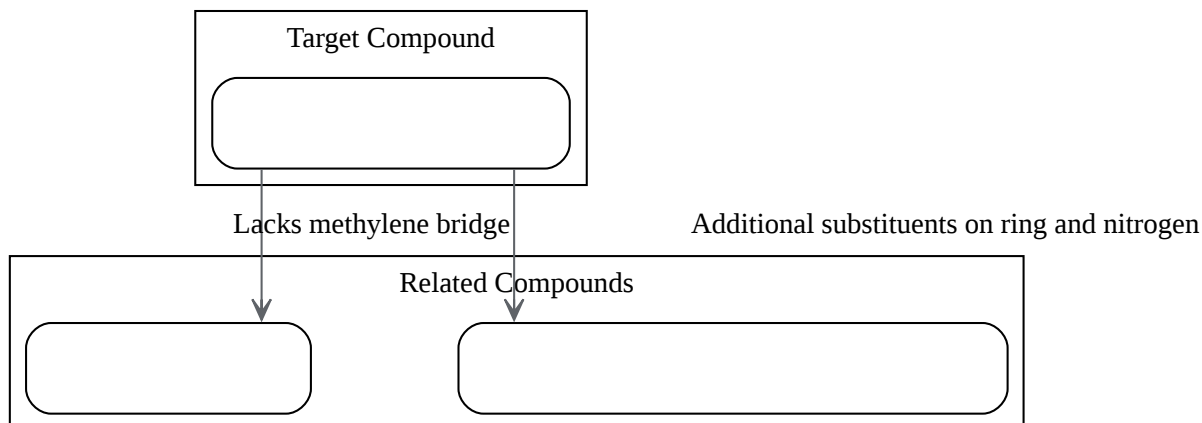 Target Compound
Lacks methylene bridge
Additional substituents on ring and nitrogen
Related Compounds